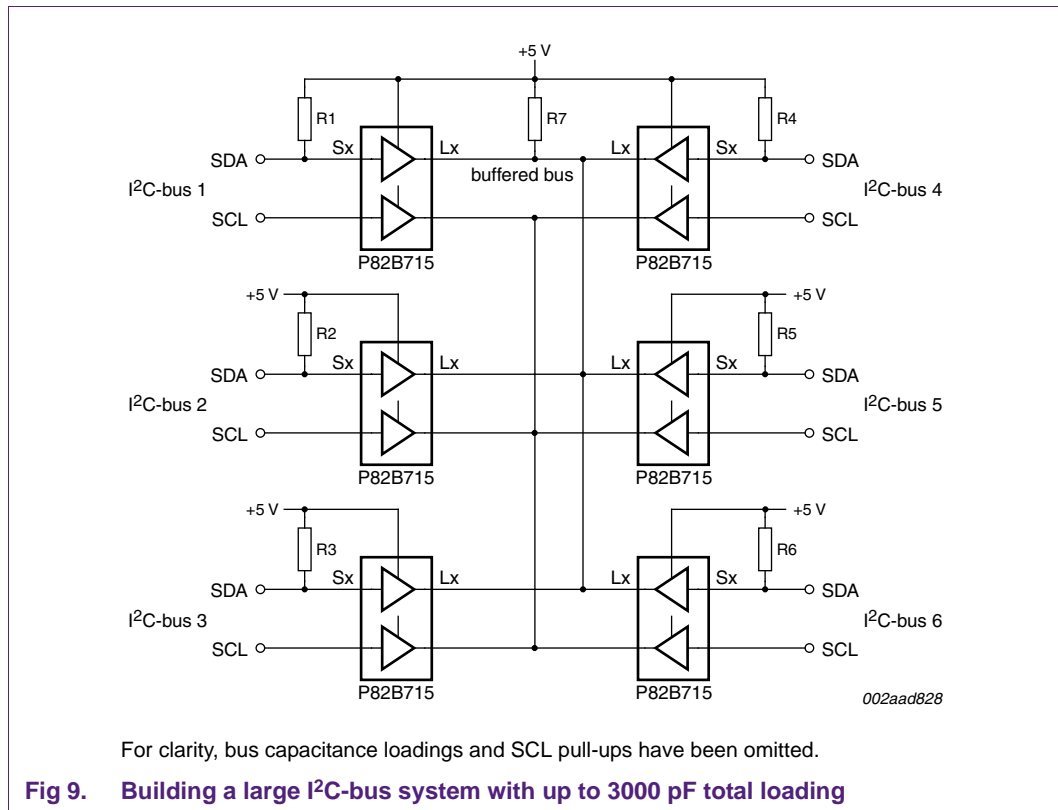 +5 V
R1
R7
R4
SDA
Sx
Lx
Lx
Sx
SDA
buffered bus
I²C-bus 1
I²C-bus 4
SCL
SCL
P82B715
P82B715
+5 V
+5 V
R2
R5
SDA
Sx
Lx
Lx
Sx
SDA
I²C-bus 2
I²C-bus 5
SCL
SCL
P82B715
P82B715
+5 V
+5 V
R3
R6
SDA
Sx
Lx
Lx
Sx
SDA
I²C-bus 3
I²C-bus 6
SCL
SCL
P82B715
P82B715
002aad828
For clarity, bus capacitance loadings and SCL pull-ups have been omitted.
Fig 9. Building a large I²C-bus system with up to 3000 pF total loading